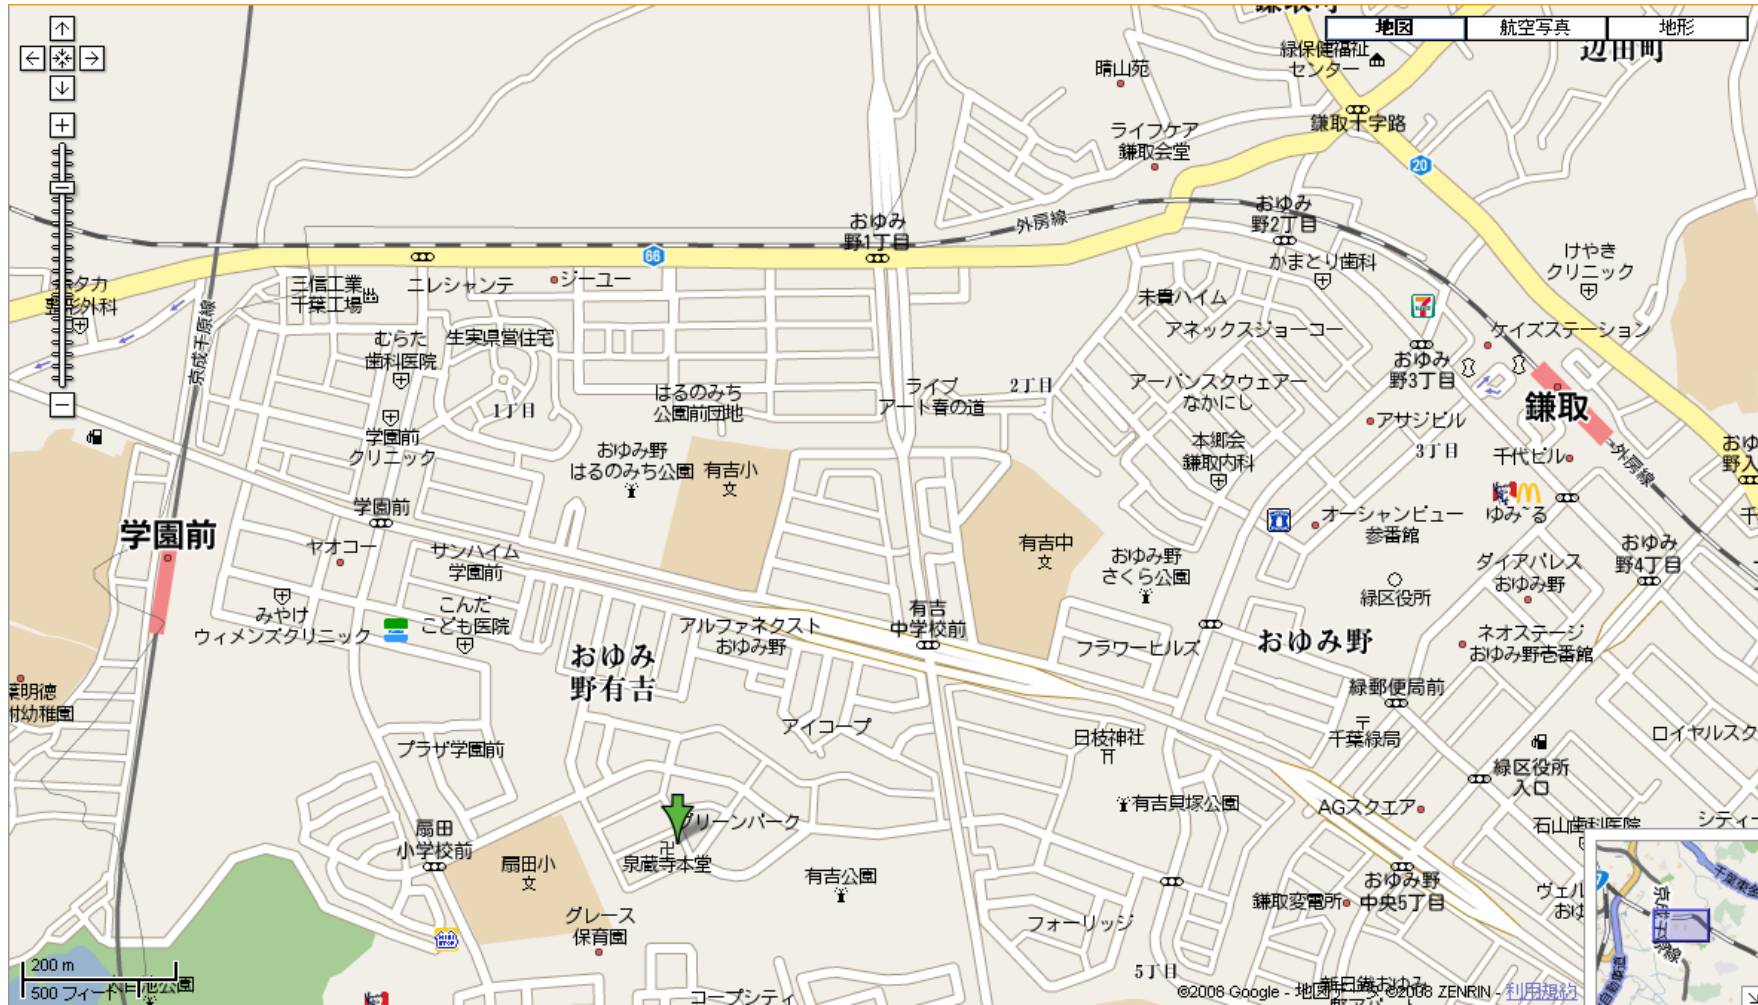 地図
航空写真
地形
辺田町
緑保健福祉
センター
晴山苑
鎌取十字路
ライフケア
鎌取会堂
20
おゆみ
野1丁目
外房線
おゆみ
野2丁目
かまとり歯科
けやき
クリニック
66
三信工業
千葉工場
ニレシャンテ
ジーユー
京成千原線
むらた
歯科医院
生実県営住宅
未貴ハイム
アネックスジョーコー
ケイズステーション
おゆみ
野3丁目
はるのみち
公園前団地
ライブ
アート春の道
2丁目
アーバンスクウェアー
なかにし
鎌取
1丁目
アサジビル
学園前
クリニック
おゆみ野
はるのみち公園
有吉小
文
本郷会
鎌取内科
3丁目
千代ビル
外房線
学園前
学園前
ヤオコー
サンハイム
学園前
有吉中
文
おゆみ野
さくら公園
オーシャンビュー
参番館
ゆみ~る
おゆみ
野4丁目
ダイアパレス
おゆみ野
緑区役所
みやけ
ウィメンズクリニック
こんだ
こども医院
アルファネクスト
おゆみ野
有吉
中学校前
フラワーヒルズ
おゆみ野
ネオステージ
おゆみ野壱番館
おゆみ
野有吉
緑郵便局前
千葉緑局
アイコープ
日枝神社
プラザ学園前
緑区役所
入口
有吉貝塚公園
AGスクエア
石山歯科医院
グリーンパーク
扇田
小学校前
扇田小
文
泉蔵寺本堂
有吉公園
おゆみ野
中央5丁目
鎌取変電所
グレース
保育園
フォーリッジ
5丁目
200 m
500 フィート
コープシティ
京成千原線
©2008 Google - 地図データ ©2008 ZENRIN - 利用規約